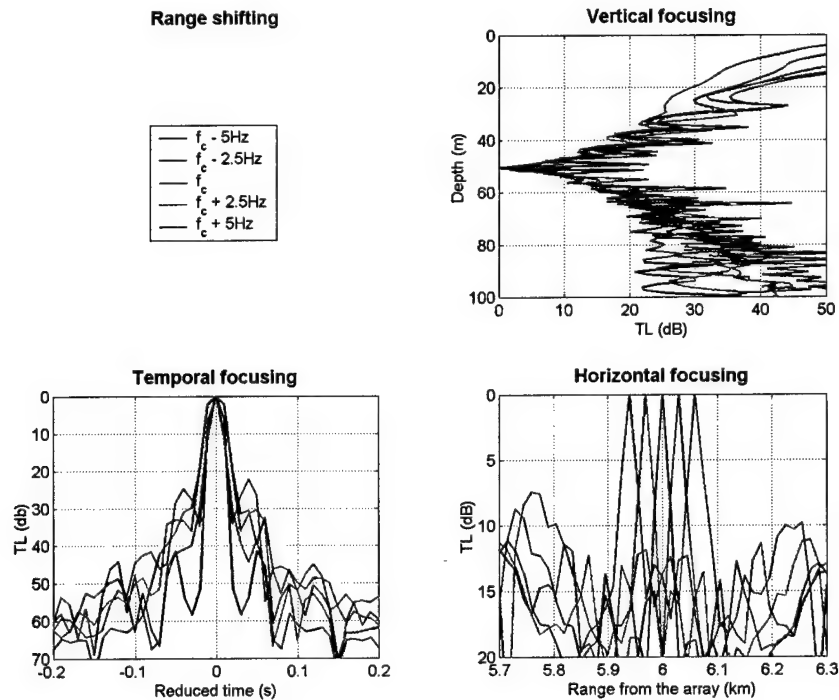 Range shifting
f_c - 5Hz
f_c - 2.5Hz
f_c
f_c + 2.5Hz
f_c + 5Hz
Vertical focusing
0
20
40
60
80
100
Depth (m)
0 10 20 30 40 50
TL (dB)
Temporal focusing
0
10
20
30
40
50
60
70
TL (db)
-0.2 -0.1 0 0.1 0.2
Reduced time (s)
Horizontal focusing
0
5
10
15
20
TL (dB)
5.7 5.8 5.9 6 6.1 6.2 6.3
Range from the array (km)